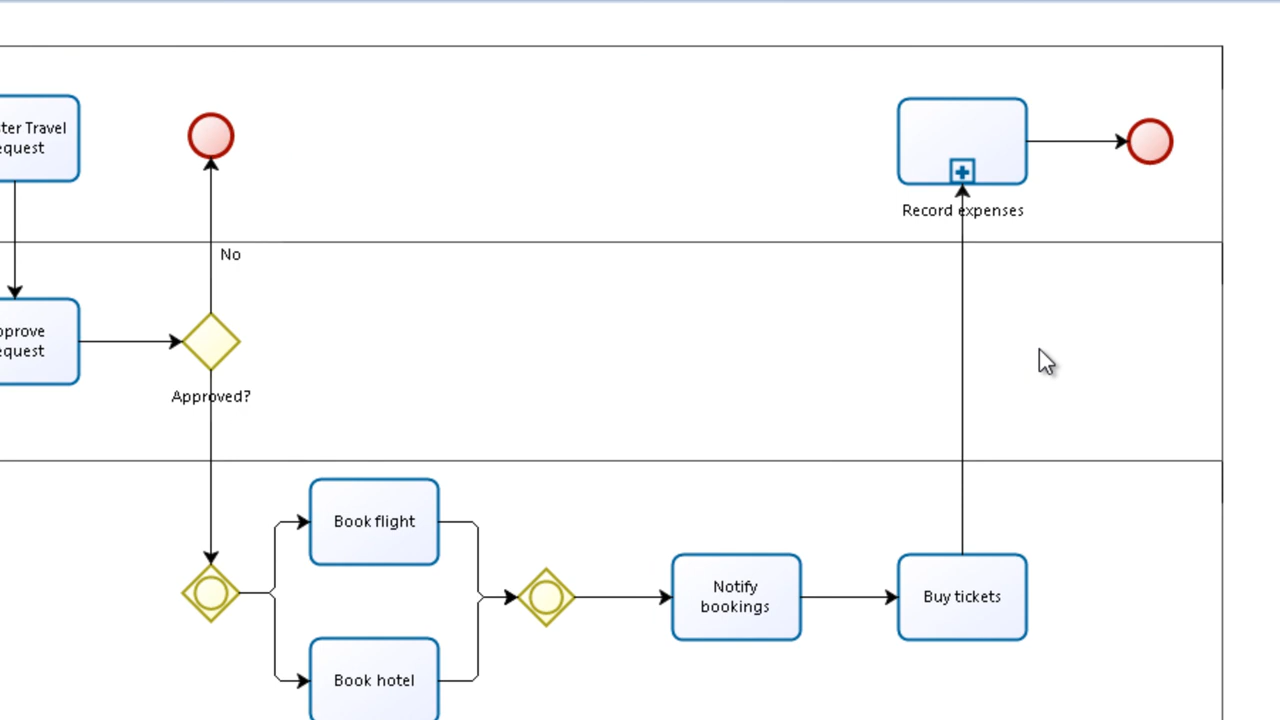 ter Travel
equest
Record expenses
No
pprove
equest
Approved?
Book flight
Notify
bookings
Buy tickets
Book hotel